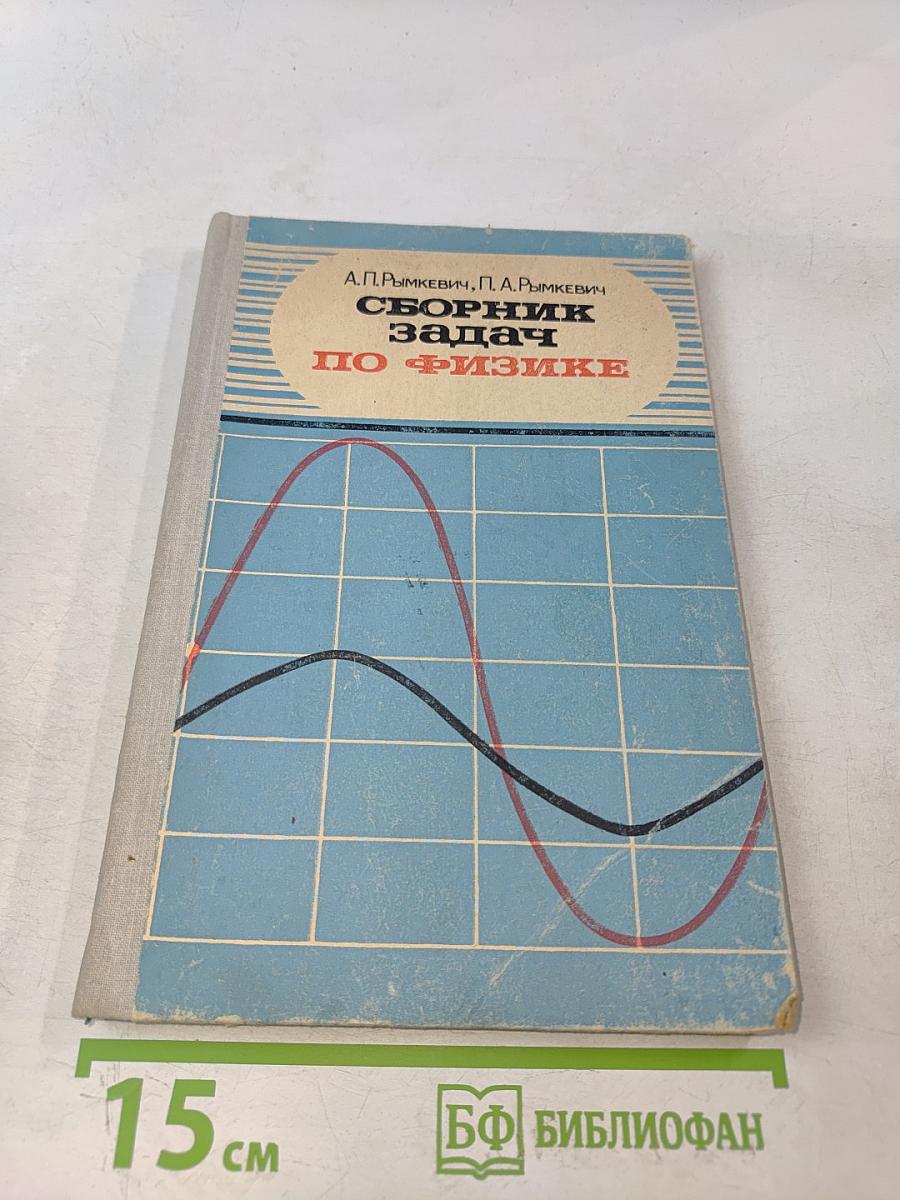 А.П.Рымкевич, П.А.Рымкевич
СБОРНИК
ЗАДАЧ
ПО ФИЗИКЕ
15 см
БФ БИБЛИОФАН